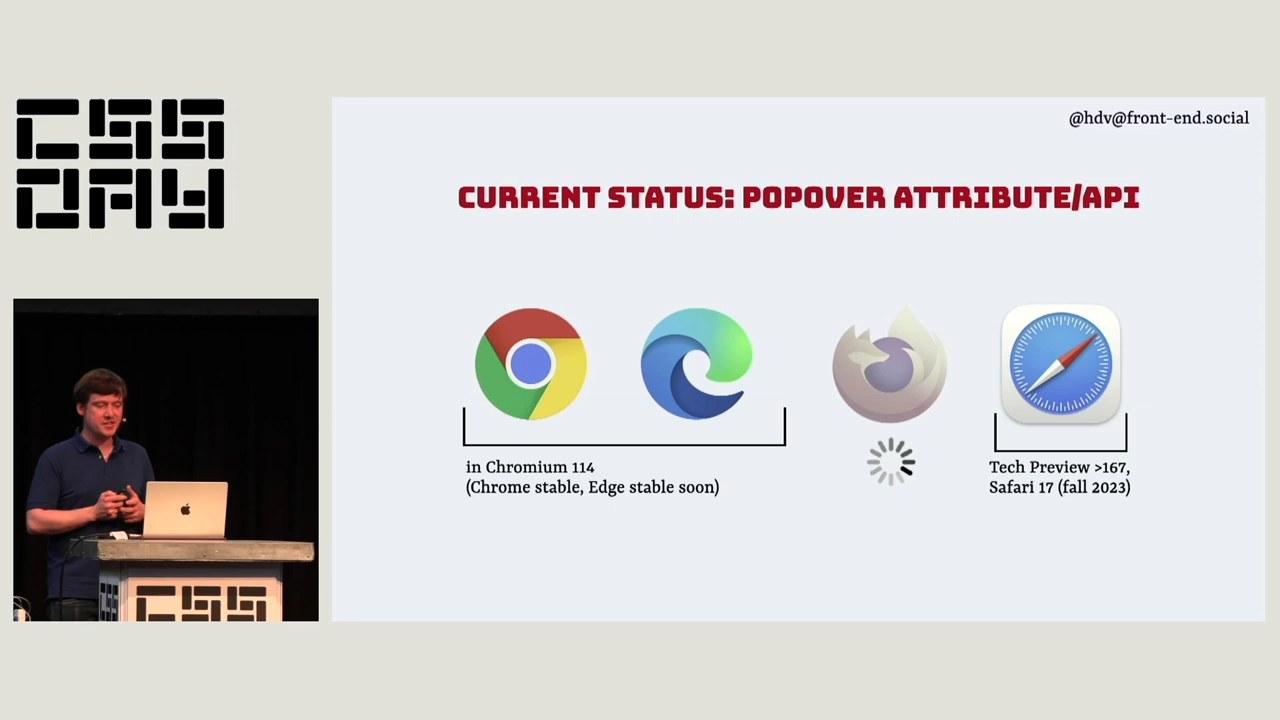 CSS
DAY
@hdv@front-end.social
CURRENT STATUS: POPOVER ATTRIBUTE/API
in Chromium 114
(Chrome stable, Edge stable soon)
Tech Preview >167,
Safari 17 (fall 2023)
CSS